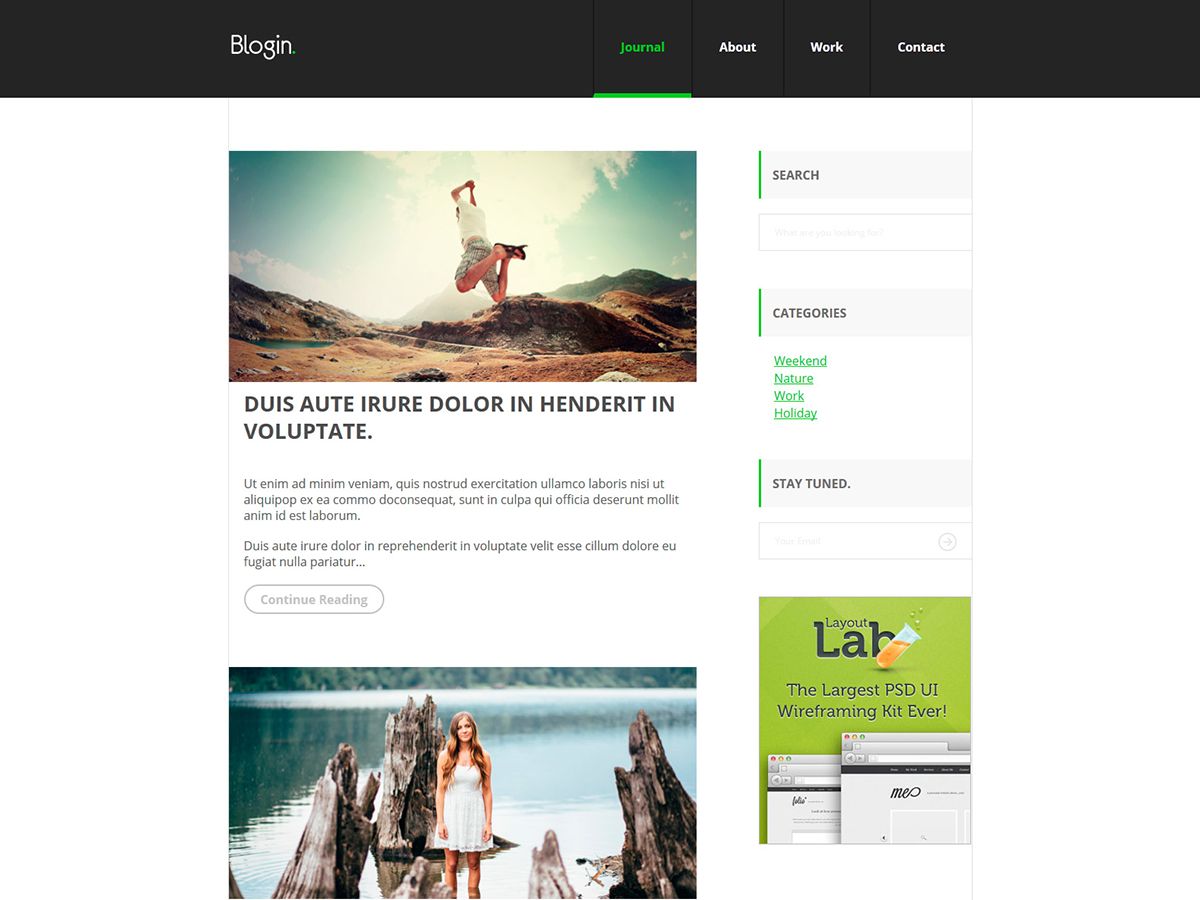 Blogin.
Journal
About
Work
Contact
DUIS AUTE IRURE DOLOR IN HENDERIT IN
VOLUPTATE.
Ut enim ad minim veniam, quis nostrud exercitation ullamco laboris nisi ut
aliquipop ex ea commo doconsequat, sunt in culpa qui officia deserunt mollit
anim id est laborum.
Duis aute irure dolor in reprehenderit in voluptate velit esse cillum dolore eu
fugiat nulla pariatur...
Continue Reading
SEARCH
What are you looking for?
CATEGORIES
Weekend
Nature
Work
Holiday
STAY TUNED.
Your Email
Layout
Lab
The Largest PSD UI
Wireframing Kit Ever!
folio
me